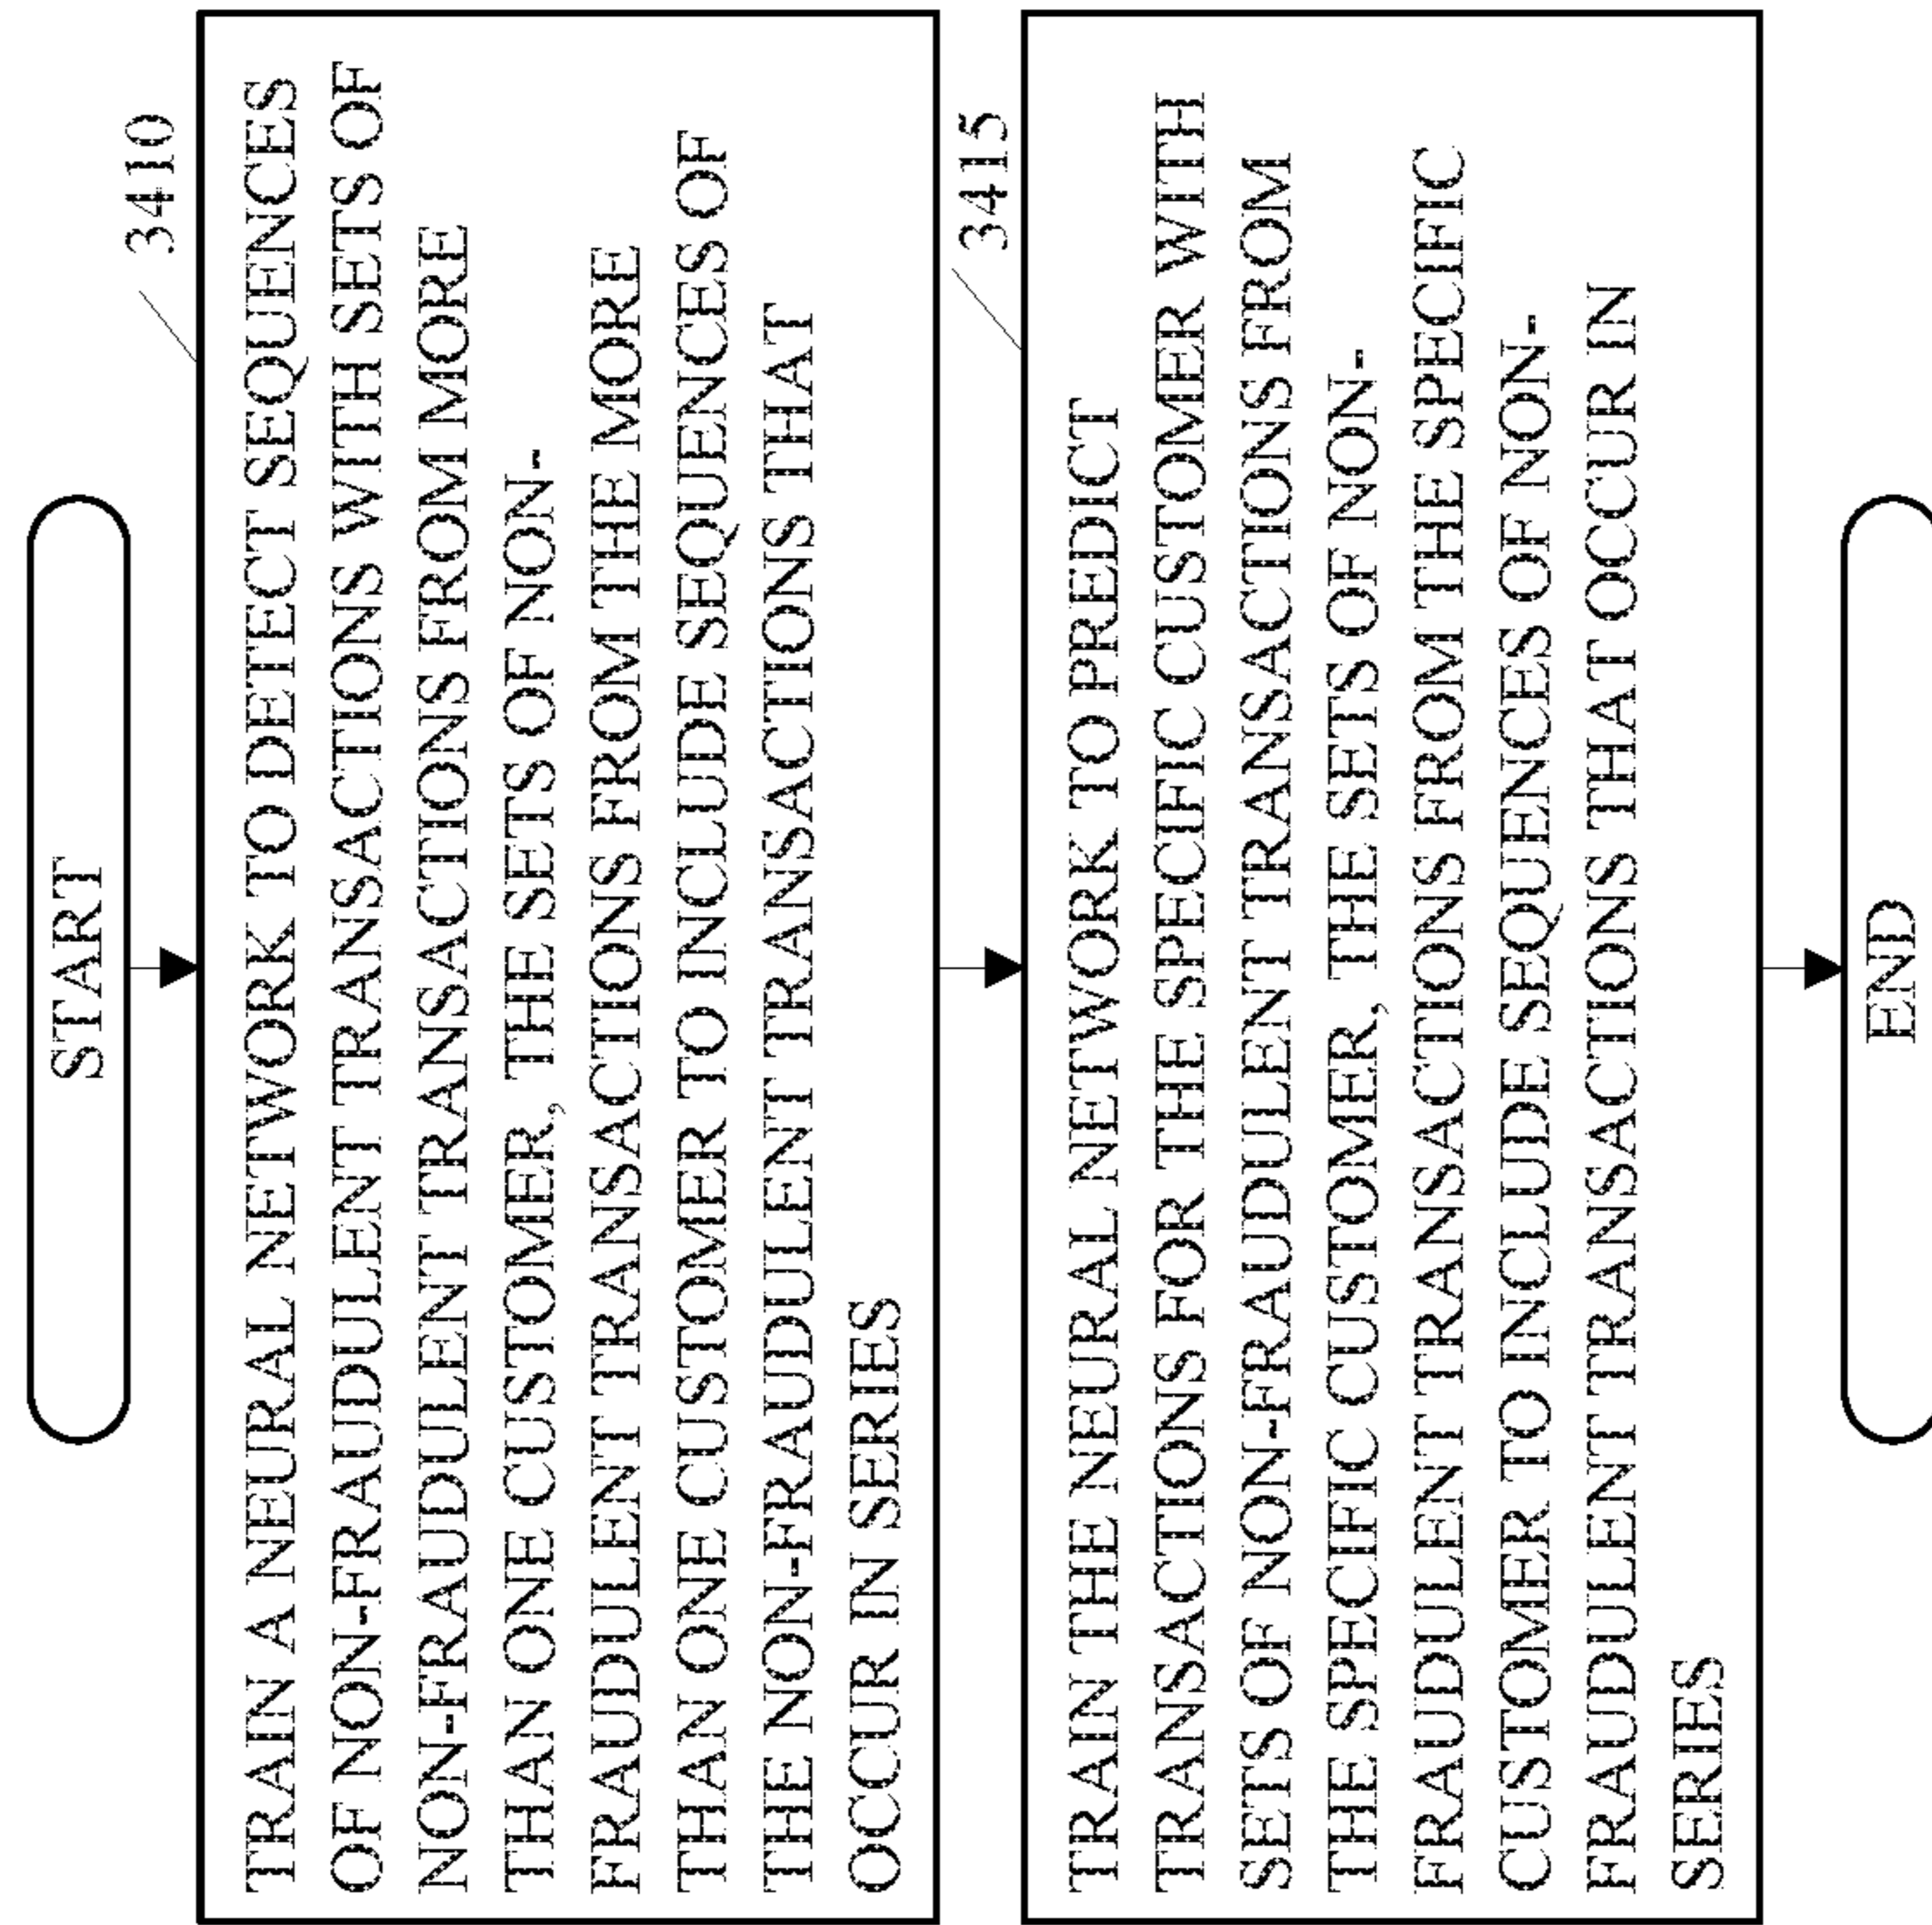 START
3410
TRAIN A NEURAL NETWORK TO DETECT SEQUENCES
OF NON-FRAUDULENT TRANSACTIONS WITH SETS OF
NON-FRAUDULENT TRANSACTIONS FROM MORE
THAN ONE CUSTOMER, THE SETS OF NON-
FRAUDULENT TRANSACTIONS FROM THE MORE
THAN ONE CUSTOMER TO INCLUDE SEQUENCES OF
THE NON-FRAUDULENT TRANSACTIONS THAT
OCCUR IN SERIES
3415
TRAIN THE NEURAL NETWORK TO PREDICT
TRANSACTIONS FOR THE SPECIFIC CUSTOMER WITH
SETS OF NON-FRAUDULENT TRANSACTIONS FROM
THE SPECIFIC CUSTOMER, THE SETS OF NON-
FRAUDULENT TRANSACTIONS FROM THE SPECIFIC
CUSTOMER TO INCLUDE SEQUENCES OF NON-
FRAUDULENT TRANSACTIONS THAT OCCUR IN
SERIES
END